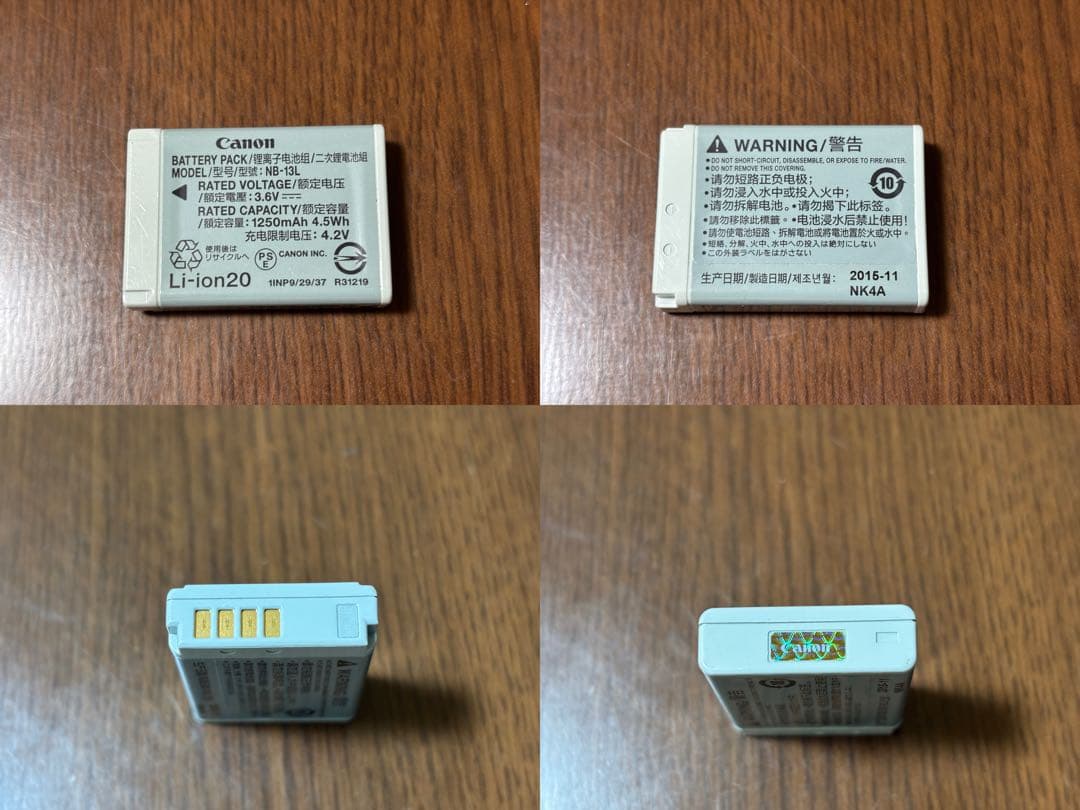 Canon
BATTERY PACK/锂离子电池组/二次鋰電池組
MODEL/型号/型號: NB-13L
RATED VOLTAGE/额定电压
/額定電壓: 3.6V
RATED CAPACITY/额定容量
/額定容量: 1250mAh 4.5Wh
充电限制电压: 4.2V
使用後は
リサイクルへ
PS
E
CANON INC.
Li-ion20
1INP9/29/37
R31219
WARNING/警告
●DO NOT SHORT-CIRCUIT, DISASSEMBLE, OR EXPOSE TO FIRE/WATER.
●DO NOT REMOVE THIS COVERING.
•请勿短路正负电极;
•请勿浸入水中或投入火中;
•请勿拆解电池。•请勿揭下此标签。
•請勿移除此標籤。•电池浸水后禁止使用!
•請勿使電池短路、拆解電池或將電池置於火或水中。
•短絡、分解、火中、水中への投入は絶対にしない
•この外装ラベルをはがさない
10
生产日期/製造日期/제조년월: 2015-11
NK4A
WARNING
Canon